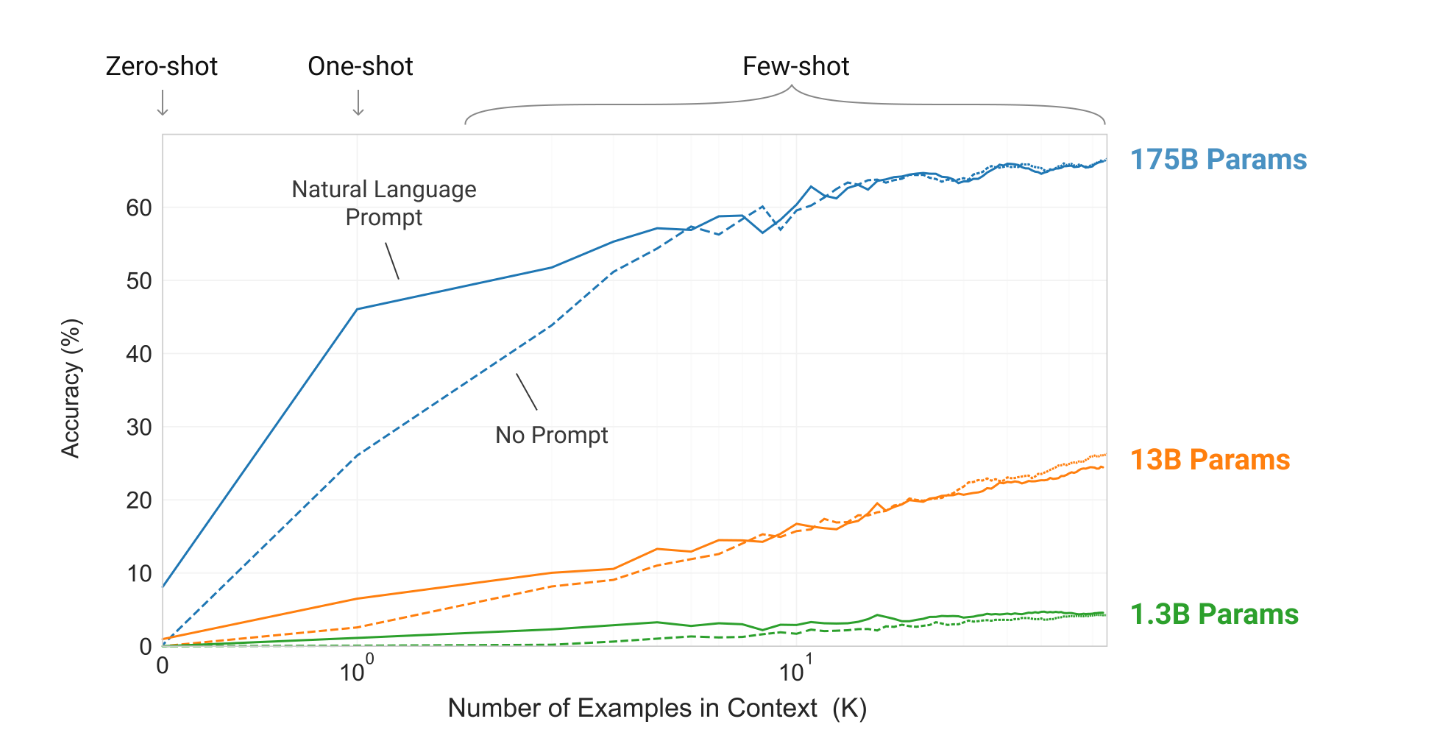 Zero-shot
One-shot
Few-shot
175B Params
Natural Language
Prompt
No Prompt
13B Params
1.3B Params
Accuracy (%)
60
50
40
30
20
10
0
0
10^0
10^1
Number of Examples in Context (K)